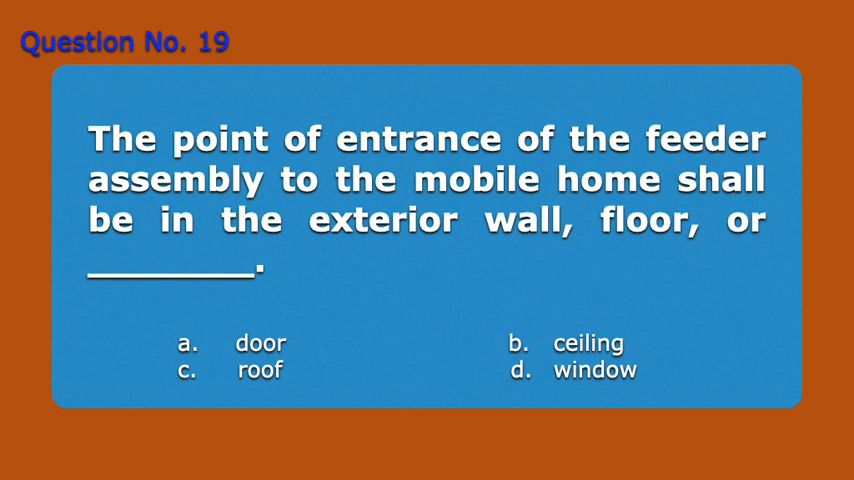 Question No. 19
The point of entrance of the feeder
assembly to the mobile home shall
be in the exterior wall, floor, or
_________.
a. door b. ceiling
c. roof d. window